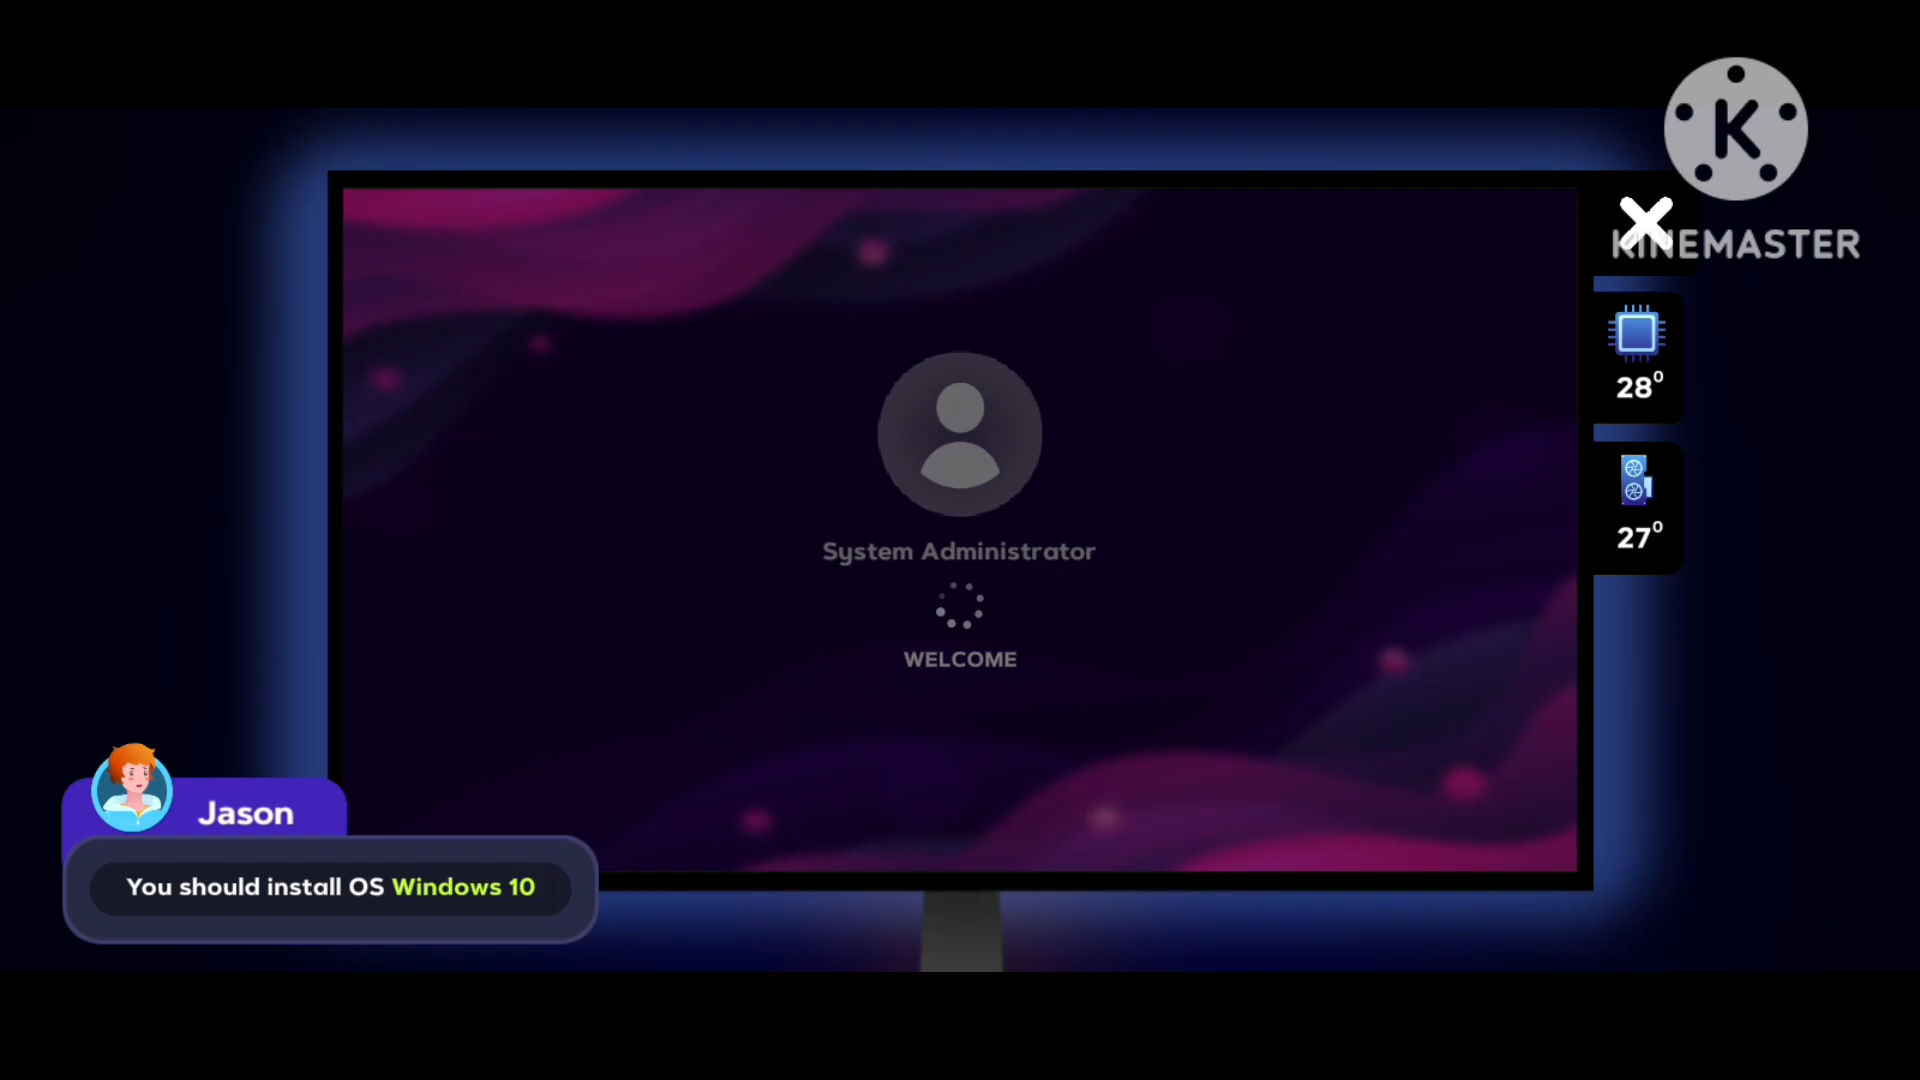 K
KINEMASTER
28°
27°
System Administrator
WELCOME
Jason
You should install OS Windows 10